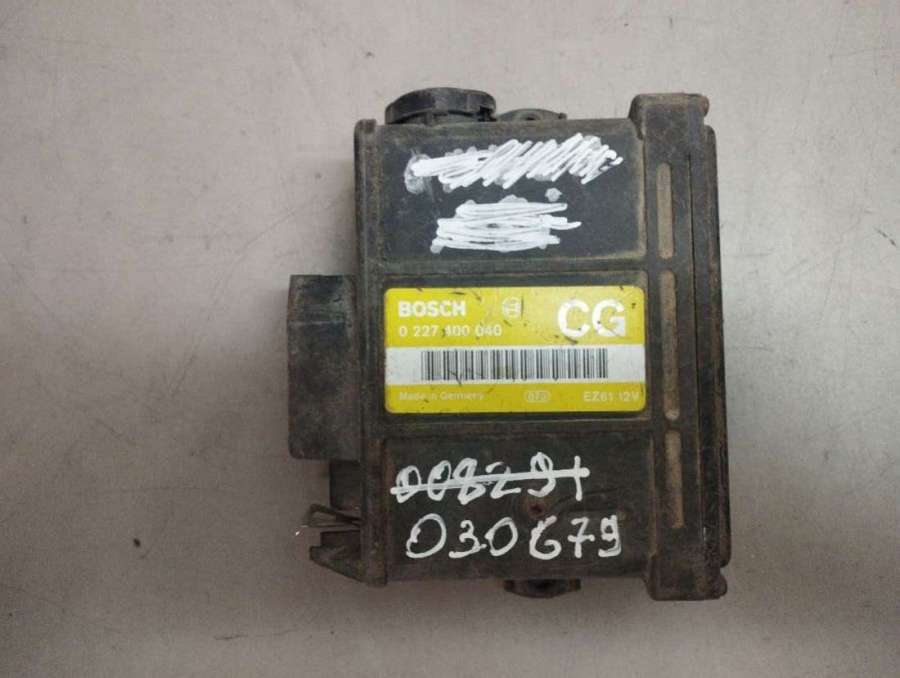 BOSCH CG
0 227 400 040
Made in Germany EZ61 12V
008291
030679